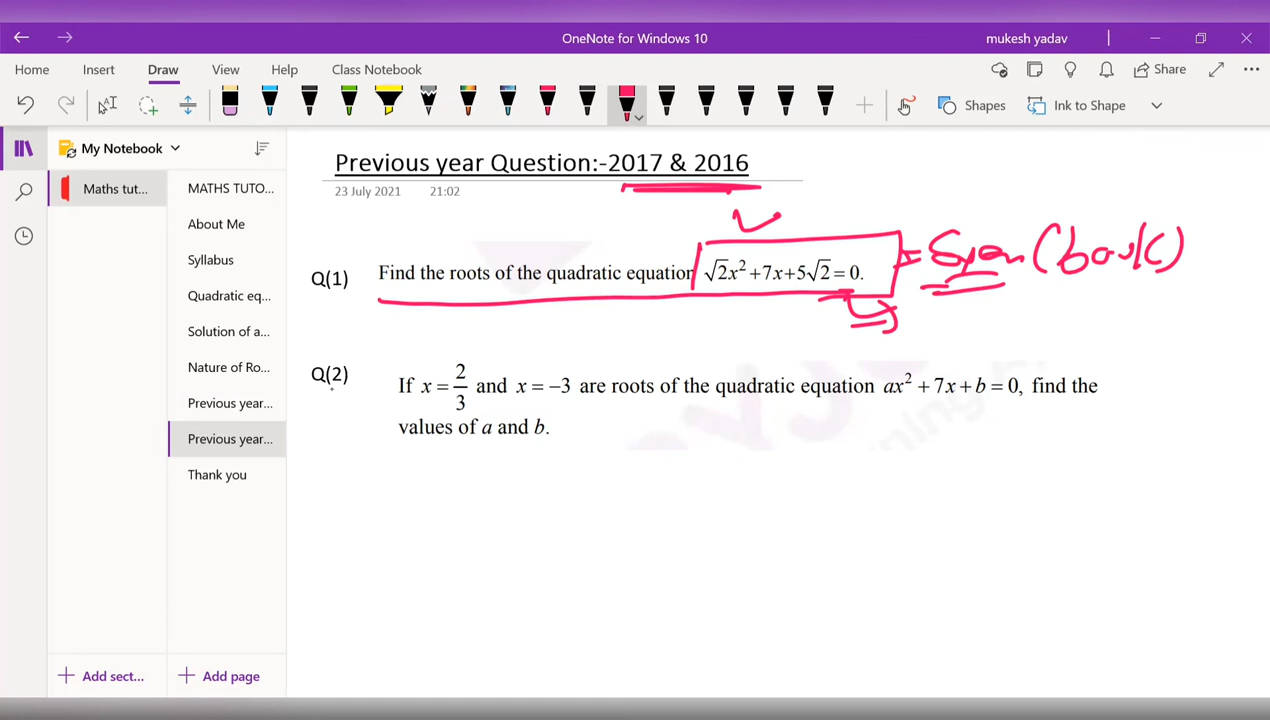 OneNote for Windows 10
mukesh yadav
Home
Insert
Draw
View
Help
Class Notebook
Share
Shapes
Ink to Shape
My Notebook
Maths tut...
MATHS TUTO...
About Me
Syllabus
Quadratic eq...
Solution of a...
Nature of Ro...
Previous year...
Previous year...
Thank you
Add sect...
Add page
Previous year Question:-2017 & 2016
23 July 2021 21:02
Q(1) Find the roots of the quadratic equation √2x² + 7x + 5√2 = 0.
Q(2) If x = 2/3 and x = −3 are roots of the quadratic equation ax² + 7x + b = 0, find the
values of a and b.